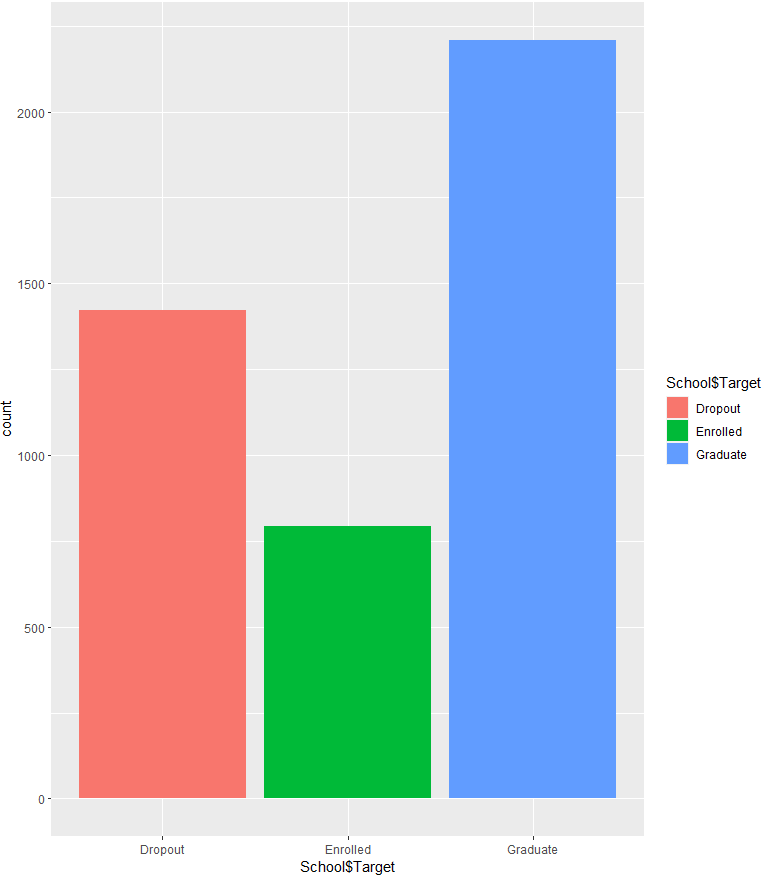 2000
1500
1000
500
0
count
Dropout Enrolled Graduate
School$Target
School$Target
Dropout
Enrolled
Graduate